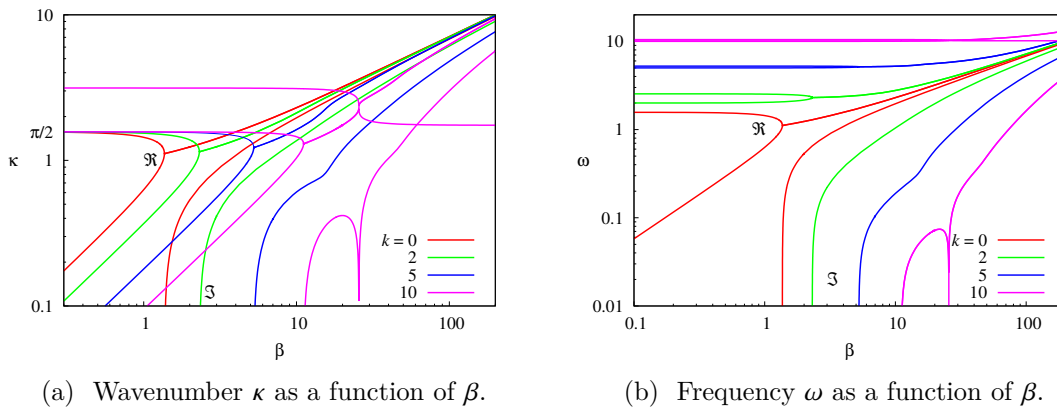 10
π/2
1
0.1
κ
ℜ
ℑ
k = 0
2
5
10
1
10
100
β
(a) Wavenumber κ as a function of β.
10
1
0.1
0.01
ω
ℜ
ℑ
k = 0
2
5
10
0.1
1
10
100
β
(b) Frequency ω as a function of β.